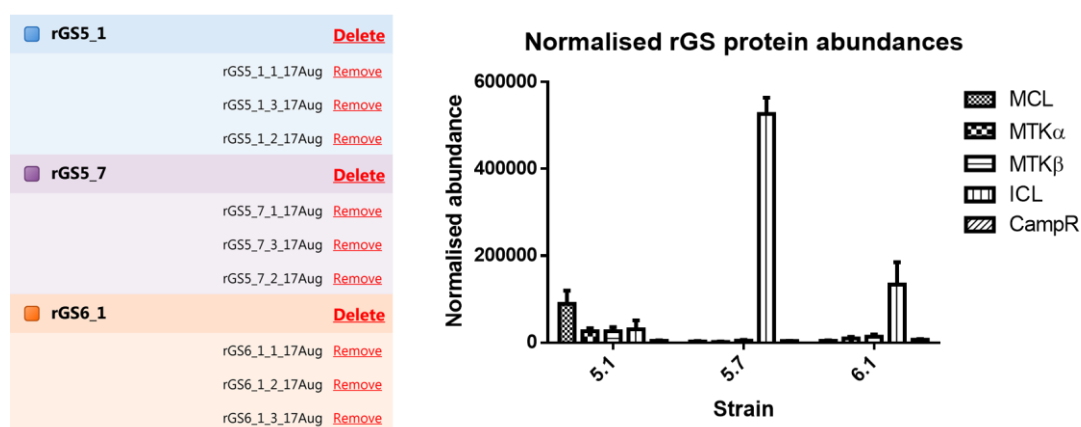 rGS5_1 Delete
rGS5_1_1_17Aug Remove
rGS5_1_3_17Aug Remove
rGS5_1_2_17Aug Remove
rGS5_7 Delete
rGS5_7_1_17Aug Remove
rGS5_7_3_17Aug Remove
rGS5_7_2_17Aug Remove
rGS6_1 Delete
rGS6_1_1_17Aug Remove
rGS6_1_2_17Aug Remove
rGS6_1_3_17Aug Remove
Normalised rGS protein abundances
Normalised abundance
600000
400000
200000
0
5.1
5.7
6.1
Strain
MCL
MTKα
MTKβ
ICL
CampR